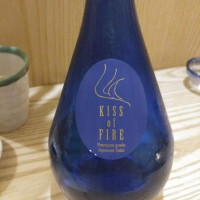 KISS
of
FIRE
Premium grade
Japanese Sake